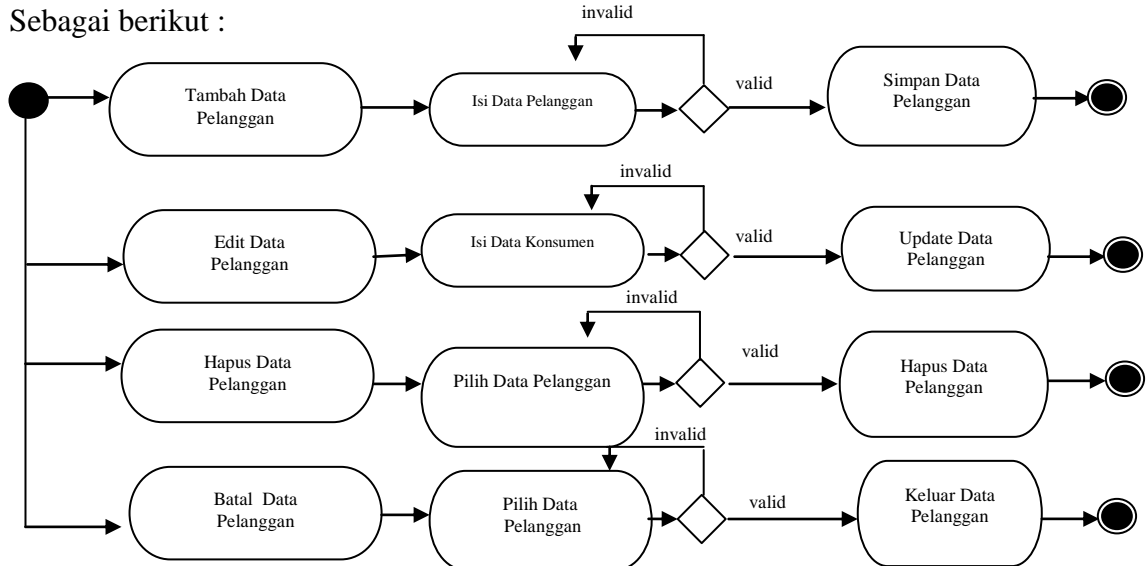 Sebagai berikut :
invalid
Tambah Data
Pelanggan
Isi Data Pelanggan
valid
Simpan Data
Pelanggan
invalid
Edit Data
Pelanggan
Isi Data Konsumen
valid
Update Data
Pelanggan
invalid
Hapus Data
Pelanggan
Pilih Data Pelanggan
valid
Hapus Data
Pelanggan
invalid
Batal Data
Pelanggan
Pilih Data
Pelanggan
valid
Keluar Data
Pelanggan